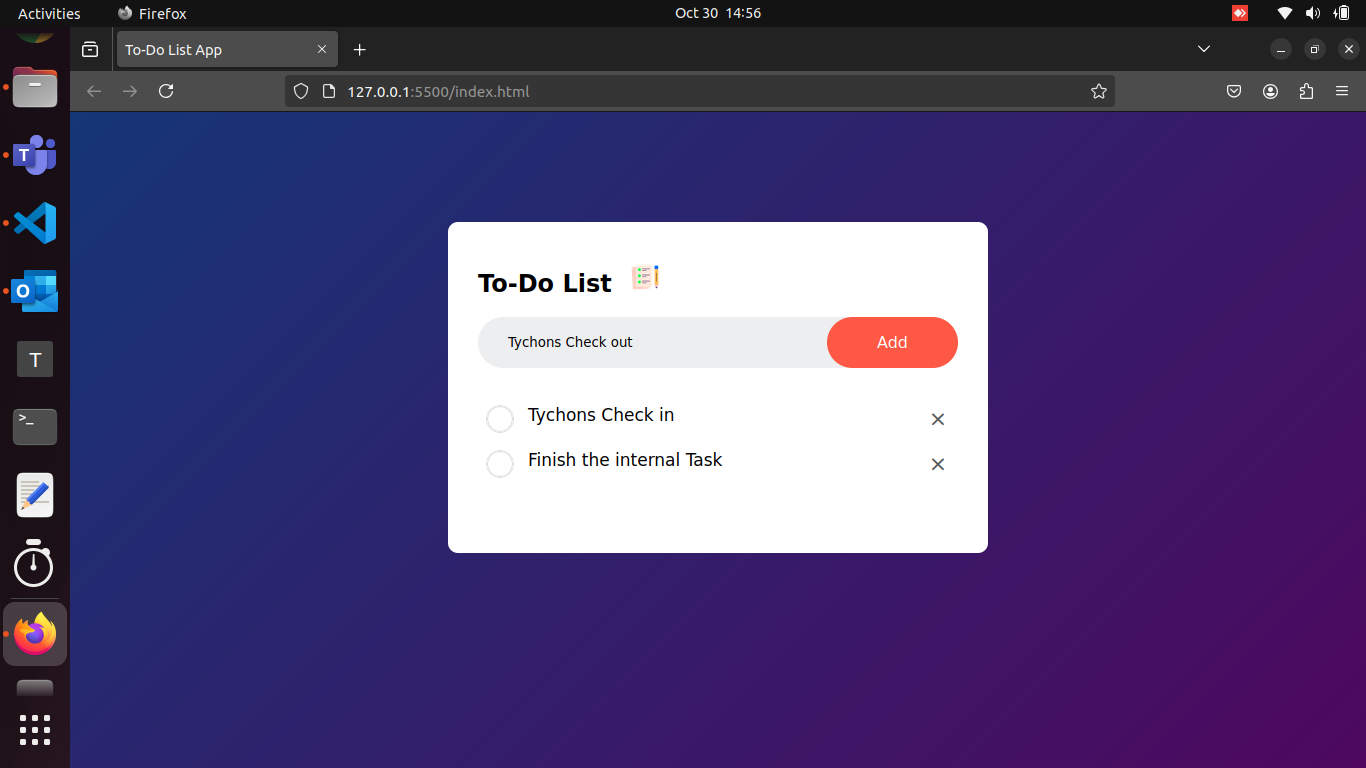 Activities Firefox Oct 30 14:56
To-Do List App
127.0.0.1:5500/index.html
To-Do List
Tychons Check out Add
Tychons Check in
Finish the internal Task
T
O
T
>_